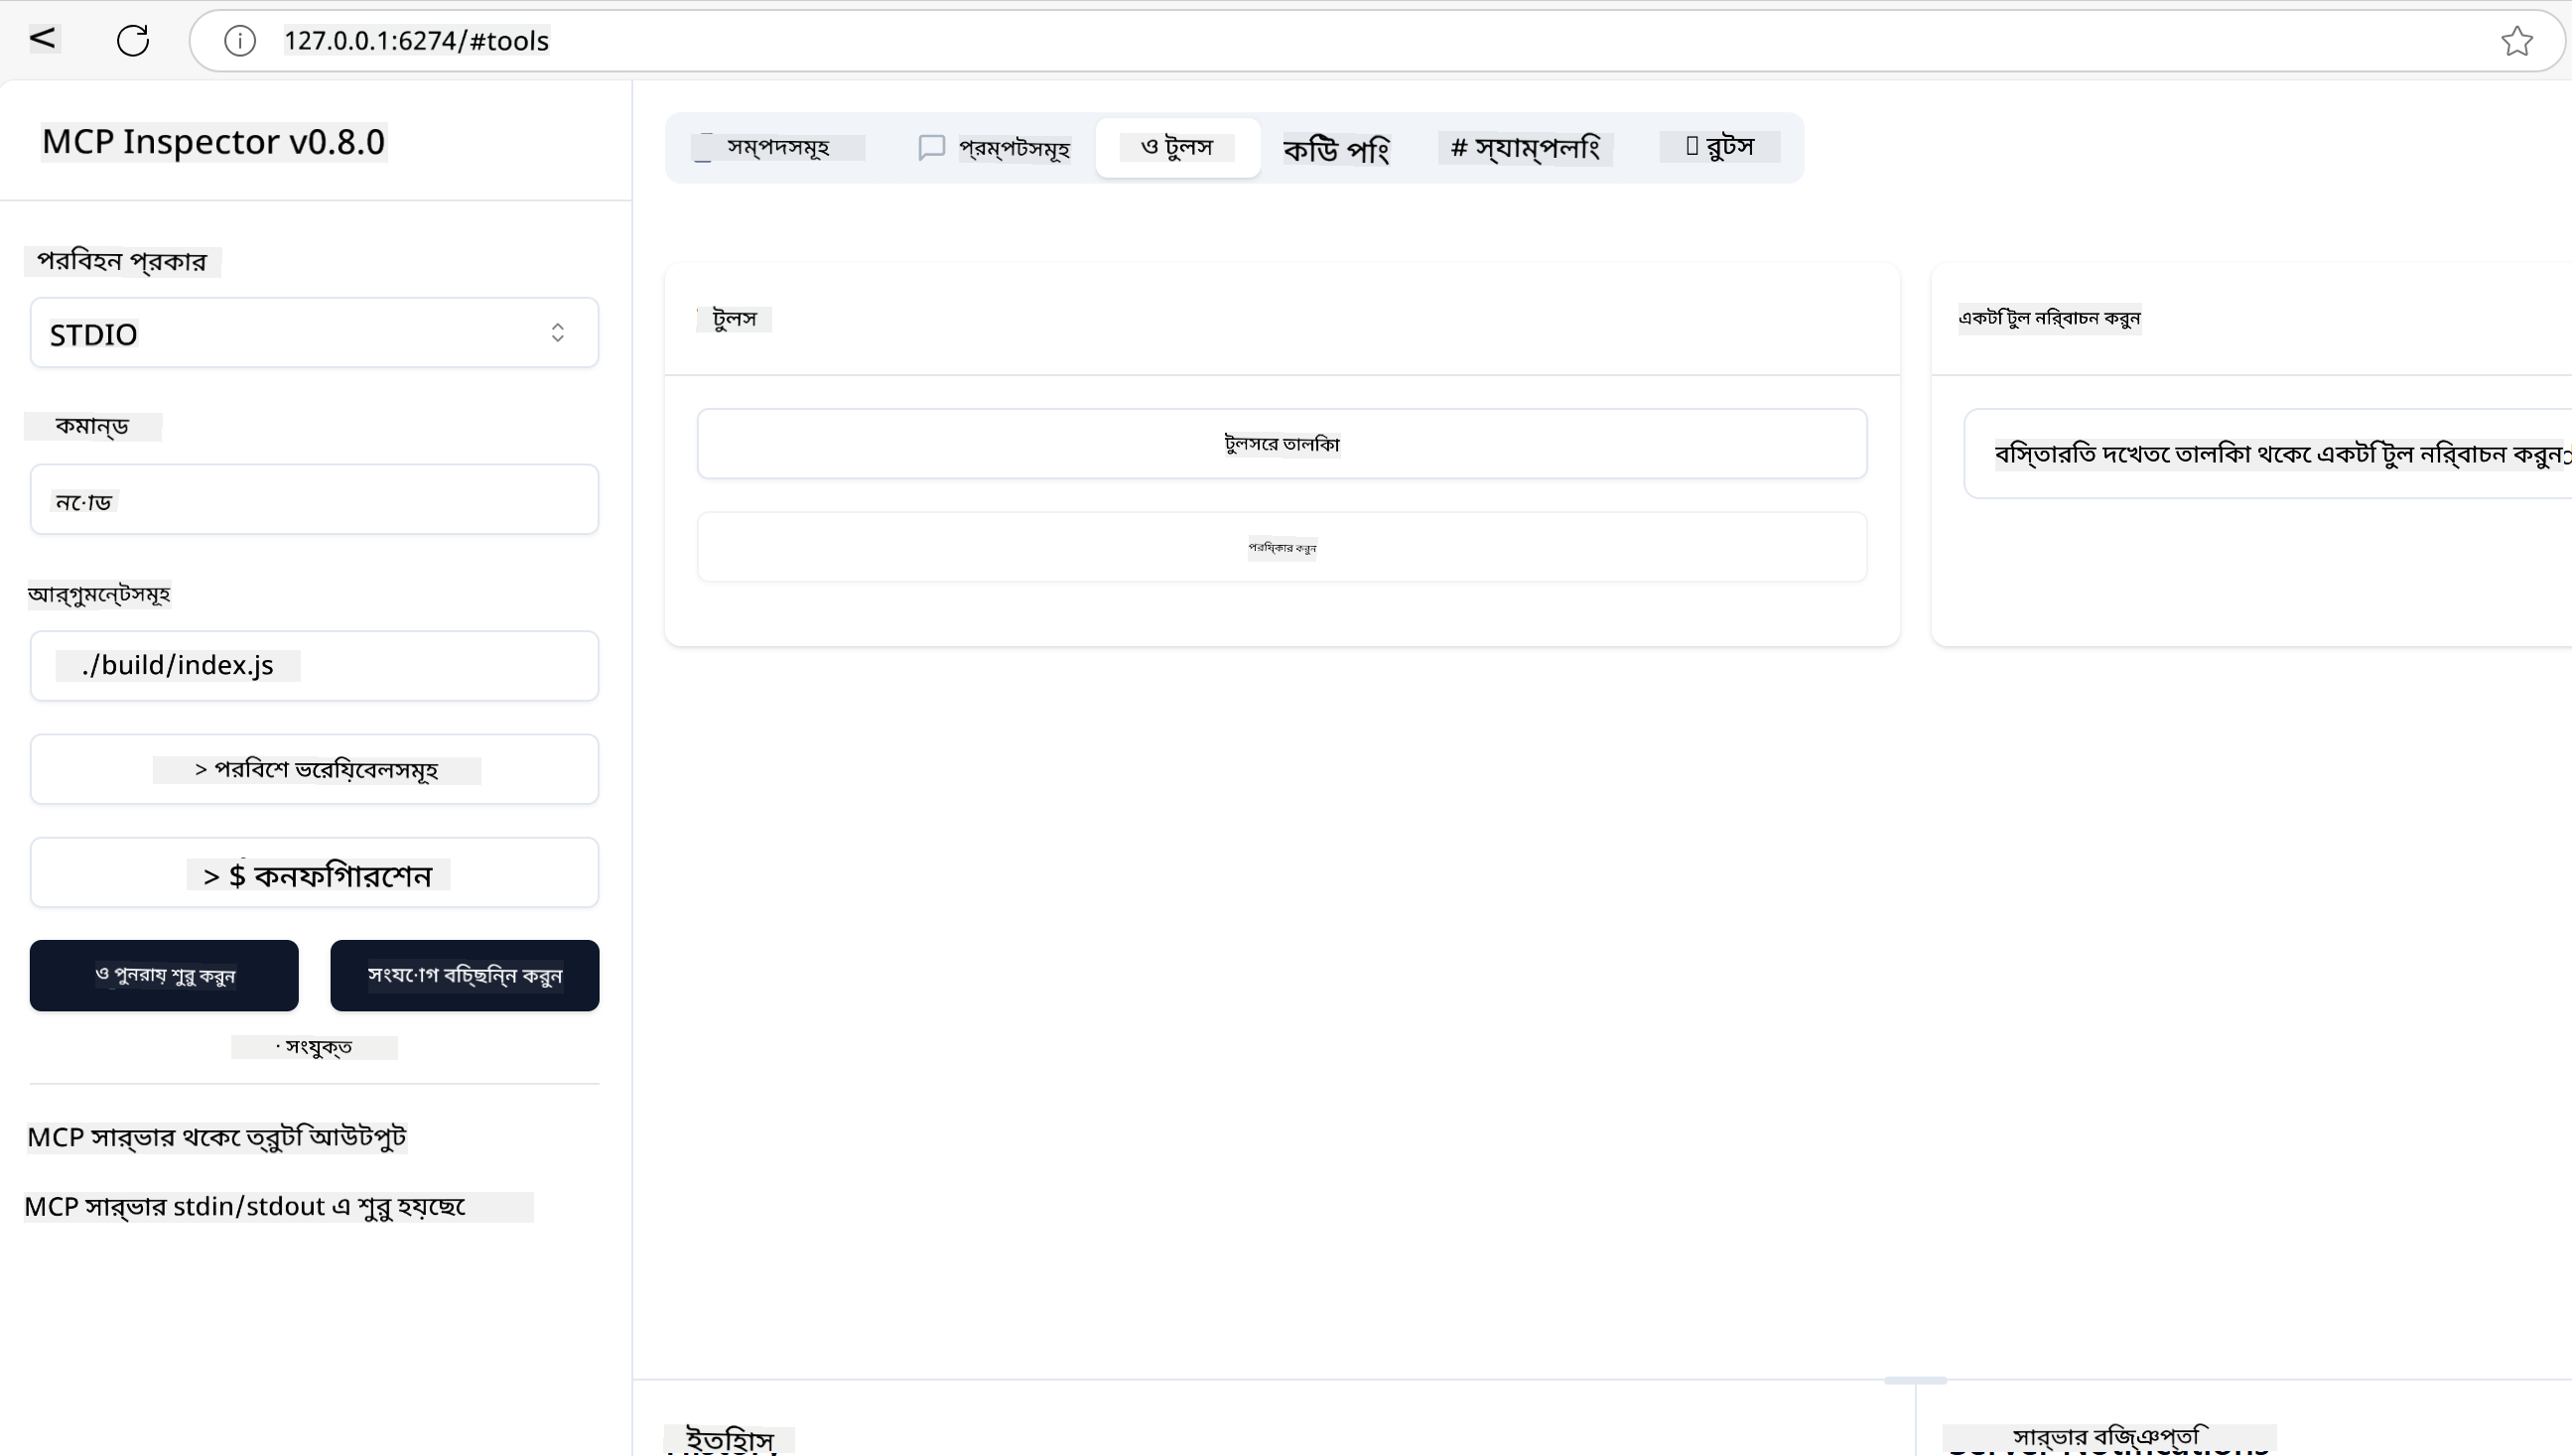 127.0.0.1:6274/#tools
MCP Inspector v0.8.0
সম্পদসমূহ
প্রম্পটসমূহ
ও টুলস
কউি পিং
# স্যাম্পলিং
রুটস
পরিবহন প্রকার
STDIO
কমান্ড
নোড
আর্গুমেন্টসমূহ
./build/index.js
> পরিবেশ ভেরিয়েবেলসমূহ
> $ কনফিগারেশন
ও পুনরায় শুরু করুন
সংযোগ বিচ্ছিন্ন করুন
· সংযুক্ত
MCP সার্ভার থেকে ত্রুটি আউটপুট
MCP সার্ভার stdin/stdout এ শুরু হয়েছে
টুলস
টুলসের তালিকা
পরিষ্কার করুন
একটি টুল নির্বাচন করুন
বিস্তারিত দেখতে তালিকা থেকে একটি টুল নির্বাচন করুন
ইতিহাস
সার্ভার বিজ্ঞপ্তি